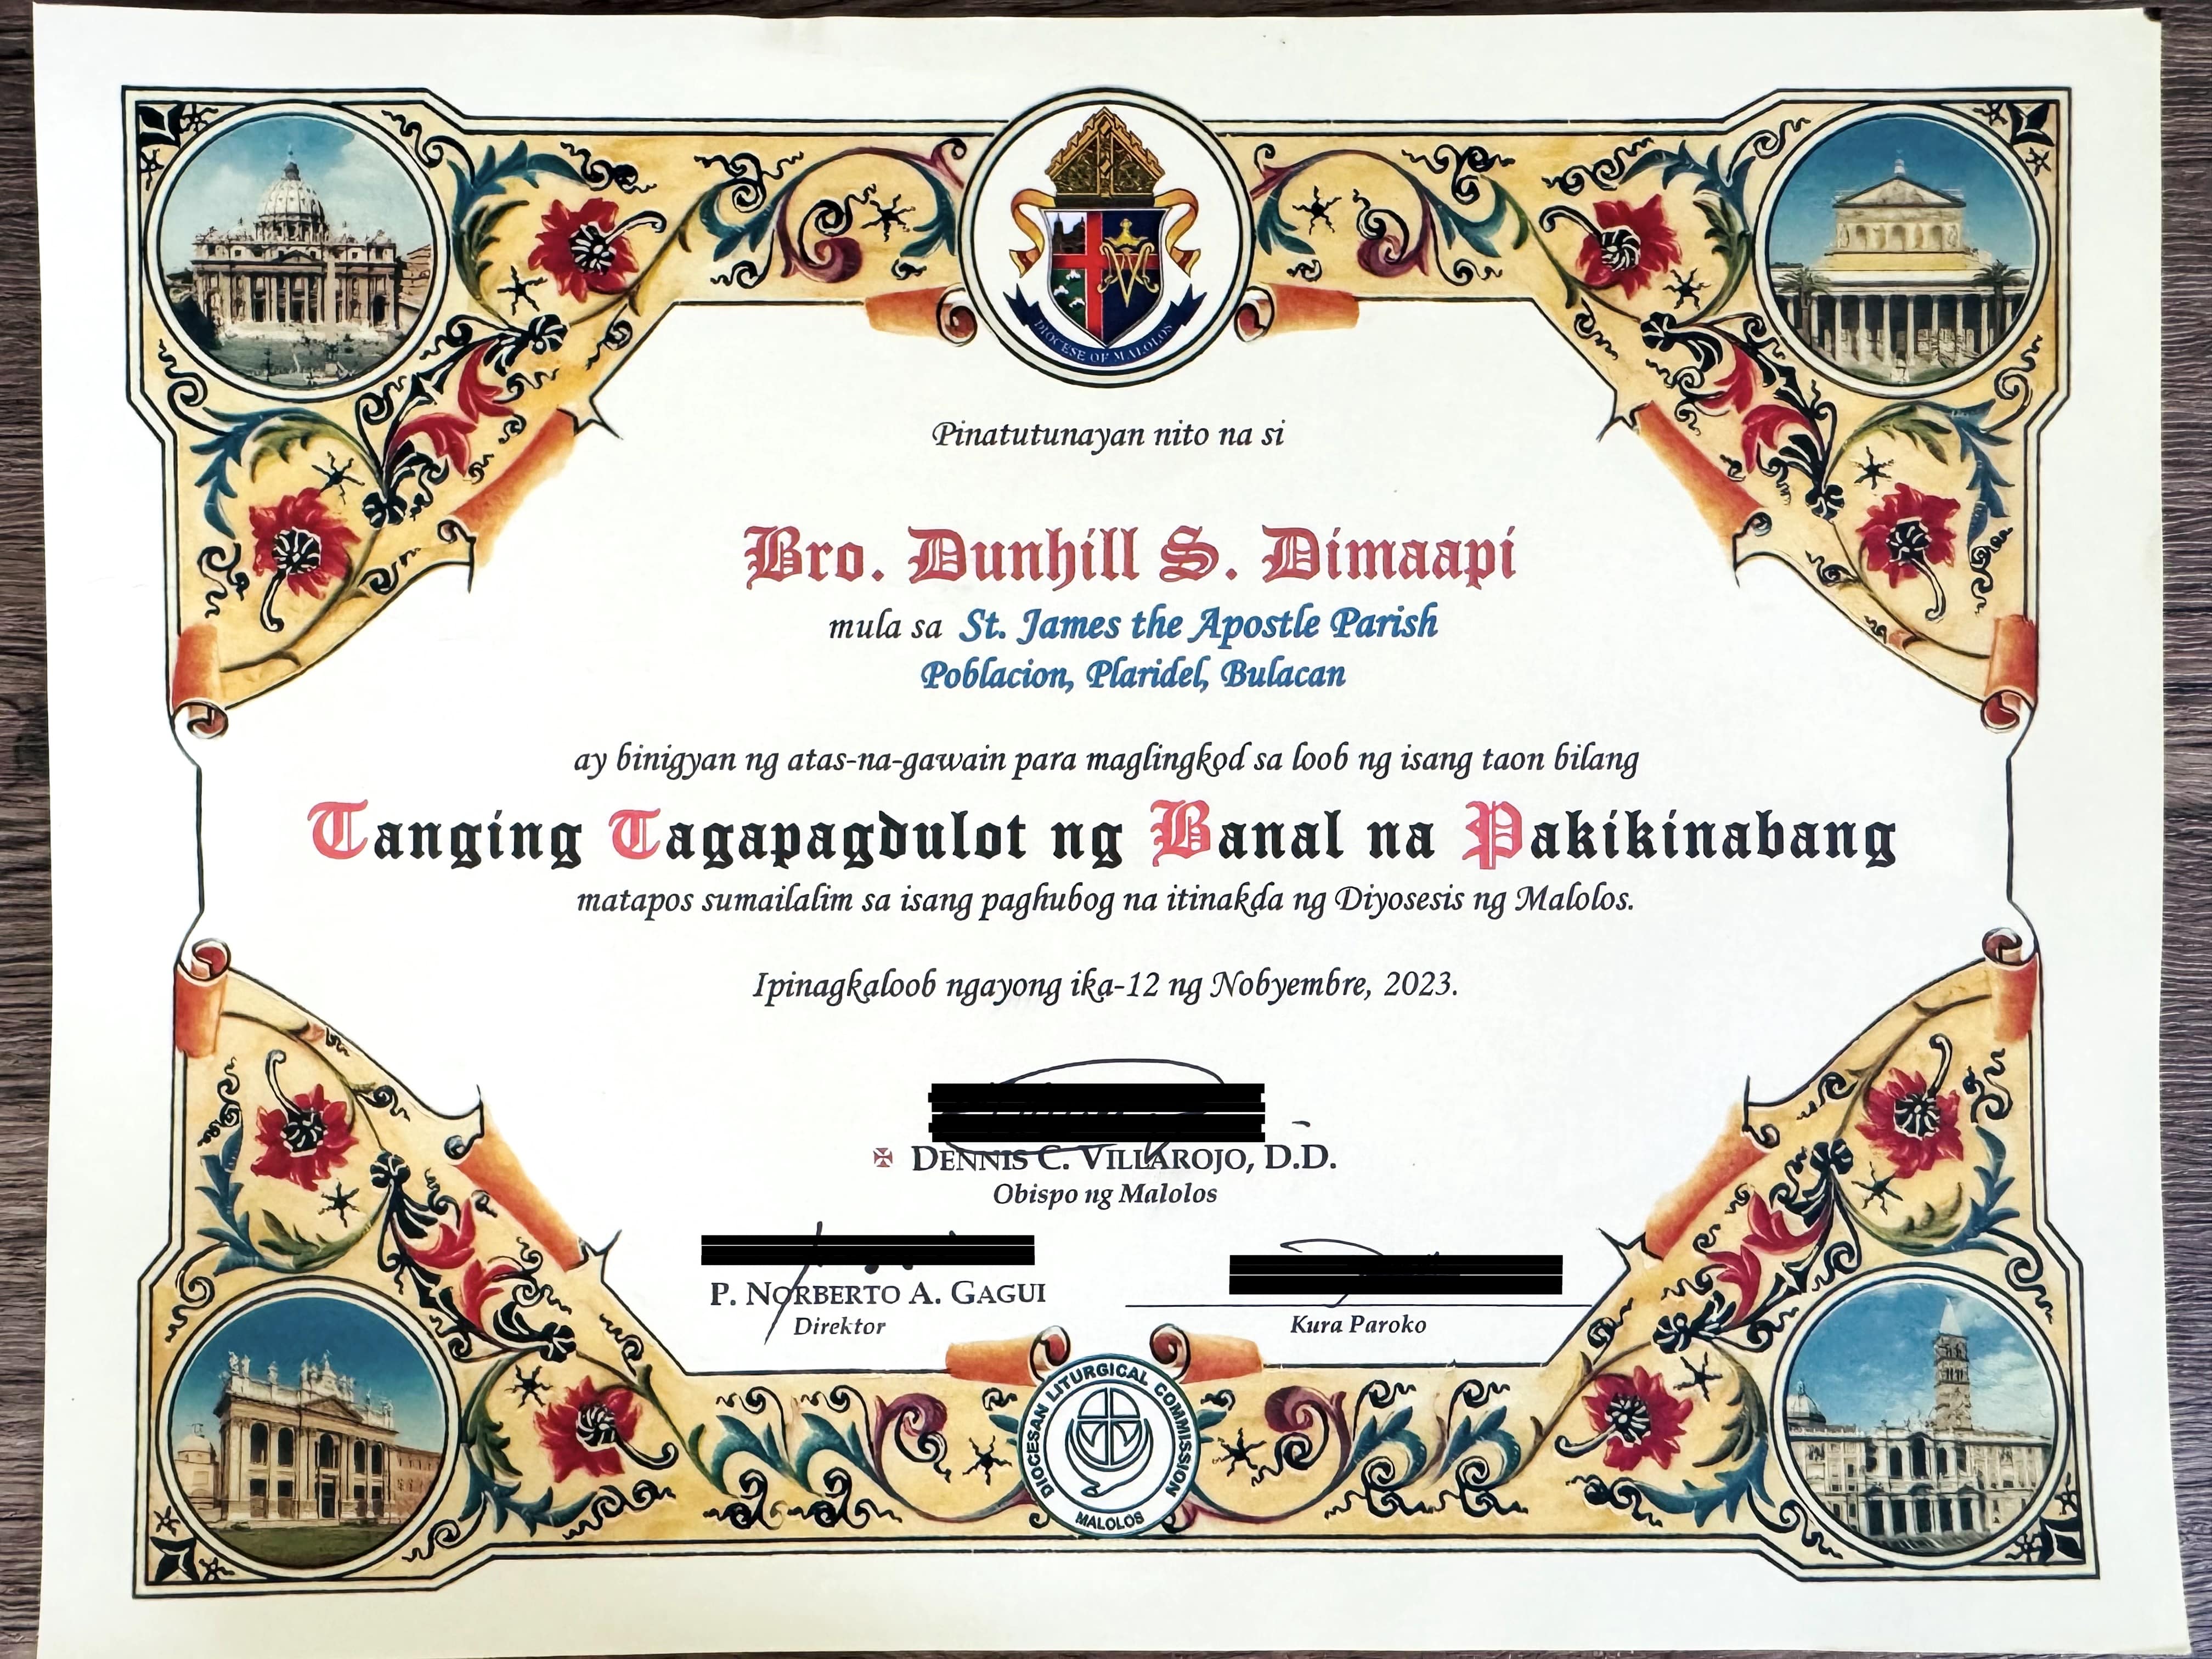 DIOCESE OF MALOLOS
Pinatutunayan nito na si
Bro. Dunhill S. Dimaapi
mula sa St. James the Apostle Parish
Poblacion, Plaridel, Bulacan
ay binigyan ng atas-na-gawain para maglingkod sa loob ng isang taon bilang
Tanging Tagapagdulot ng Banal na Pakikinabang
matapos sumailalim sa isang paghubog na itinakda ng Diyosesis ng Malolos.
Ipinagkaloob ngayong ika-12 ng Nobyembre, 2023.
✠ DENNIS C. VILLAROJO, D.D.
Obispo ng Malolos
P. NORBERTO A. GAGUI
Direktor
Kura Paroko
DIOCESAN LITURGICAL COMMISSION
MALOLOS